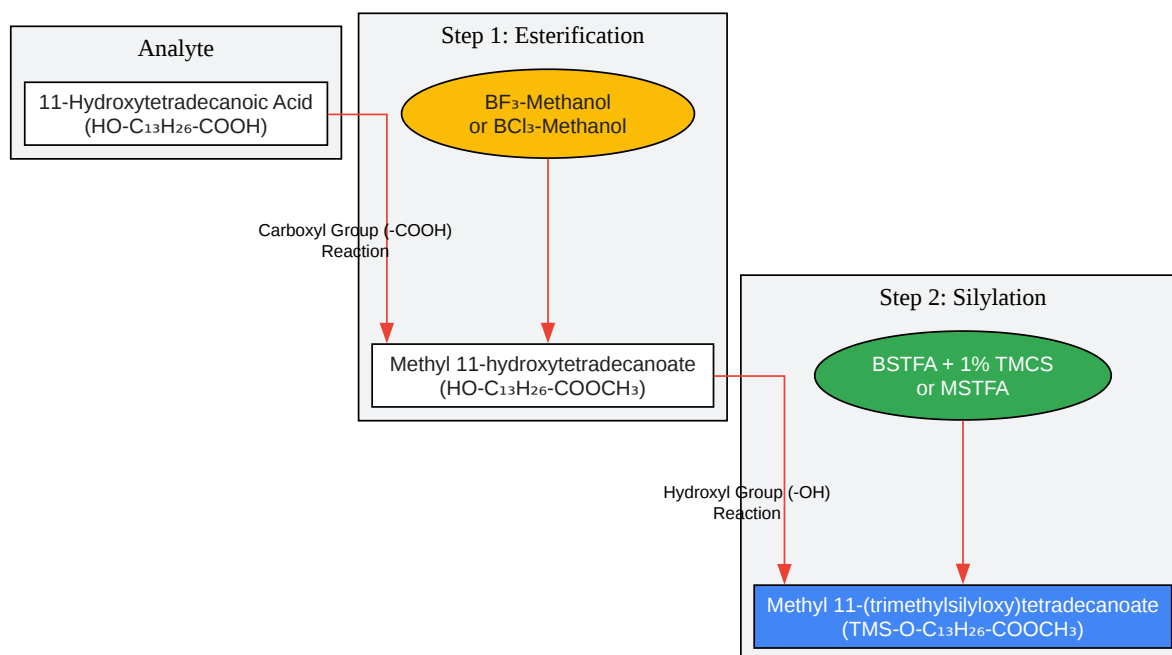 Analyte
11-Hydroxytetradecanoic Acid
(HO-C₁₃H₂₆-COOH)
Step 1: Esterification
BF₃-Methanol
or BCl₃-Methanol
Carboxyl Group (-COOH)
Reaction
Methyl 11-hydroxytetradecanoate
(HO-C₁₃H₂₆-COOCH₃)
Step 2: Silylation
BSTFA + 1% TMCS
or MSTFA
Hydroxyl Group (-OH)
Reaction
Methyl 11-(trimethylsilyloxy)tetradecanoate
(TMS-O-C₁₃H₂₆-COOCH₃)